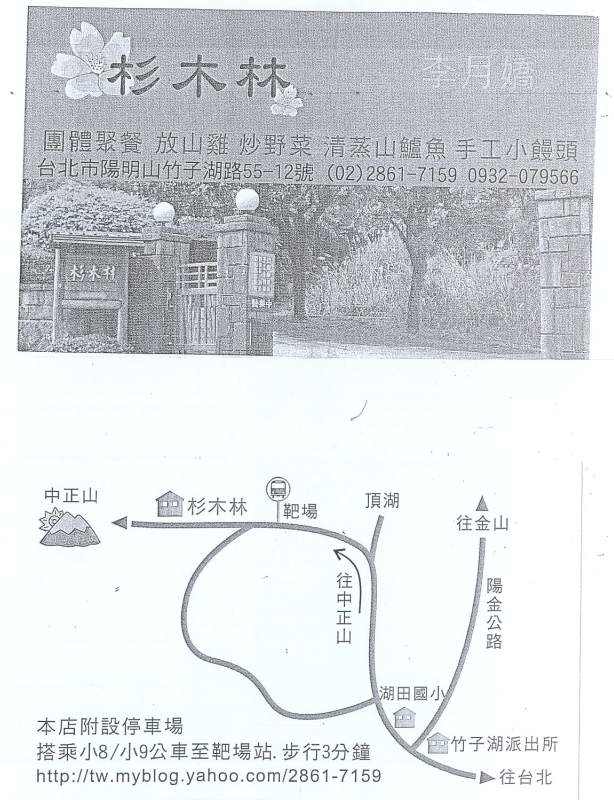 杉木林
李月嬌
團體聚餐 放山雞 炒野菜 清蒸山鱸魚 手工小饅頭
台北市陽明山竹子湖路55-12號 (02)2861-7159 0932-079566
杉木林
中正山
杉木林
靶場
頂湖
往金山
往中正山
陽金公路
湖田國小
竹子湖派出所
往台北
本店附設停車場
搭乘小8/小9公車至靶場站.步行3分鐘
http://tw.myblog.yahoo.com/2861-7159